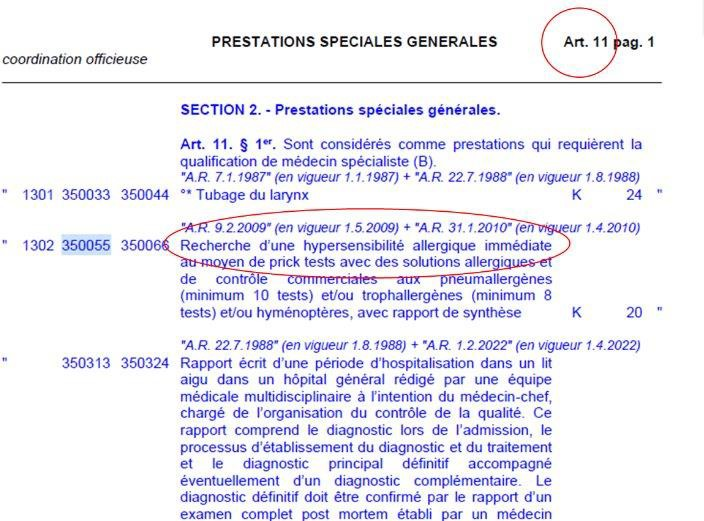 PRESTATIONS SPECIALES GENERALES Art. 11 pag. 1
coordination officieuse
SECTION 2. - Prestations spéciales générales.
Art. 11. § 1er. Sont considérés comme prestations qui requièrent la
qualification de médecin spécialiste (B).
"A.R. 7.1.1987" (en vigueur 1.1.1987) + "A.R. 22.7.1988" (en vigueur 1.8.1988)
" 1301 350033 350044 °* Tubage du larynx K 24 "
"A.R. 9.2.2009" (en vigueur 1.5.2009) + "A.R. 31.1.2010" (en vigueur 1.4.2010)
" 1302 350055 350066 Recherche d'une hypersensibilité allergique immédiate
au moyen de prick tests avec des solutions allergiques et
de contrôle commerciales aux pneumallergènes
(minimum 10 tests) et/ou trophallergènes (minimum 8
tests) et/ou hyménoptères, avec rapport de synthèse K 20 "
"A.R. 22.7.1988" (en vigueur 1.8.1988) + "A.R. 1.2.2022" (en vigueur 1.4.2022)
" 350313 350324 Rapport écrit d'une période d'hospitalisation dans un lit
aigu dans un hôpital général rédigé par une équipe
médicale multidisciplinaire à l'intention du médecin-chef,
chargé de l'organisation du contrôle de la qualité. Ce
rapport comprend le diagnostic lors de l'admission, le
processus d'établissement du diagnostic et du traitement
et le diagnostic principal définitif accompagné
éventuellement d'un diagnostic complémentaire. Le
diagnostic définitif doit être confirmé par le rapport d'un
examen complet post mortem établi par un médecin